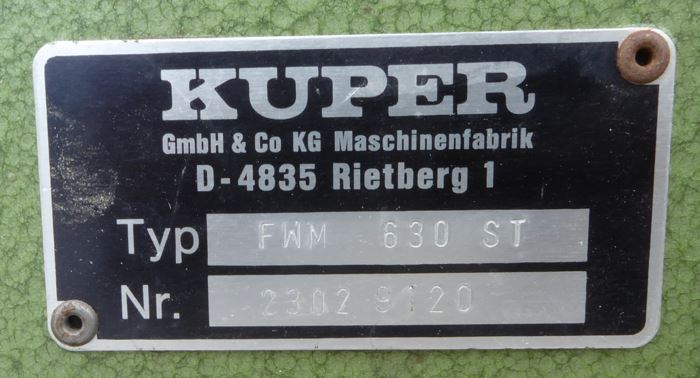 KUPER
GmbH & Co KG Maschinenfabrik
D-4835 Rietberg 1
Typ FWM 630 ST
Nr. 2302 9120